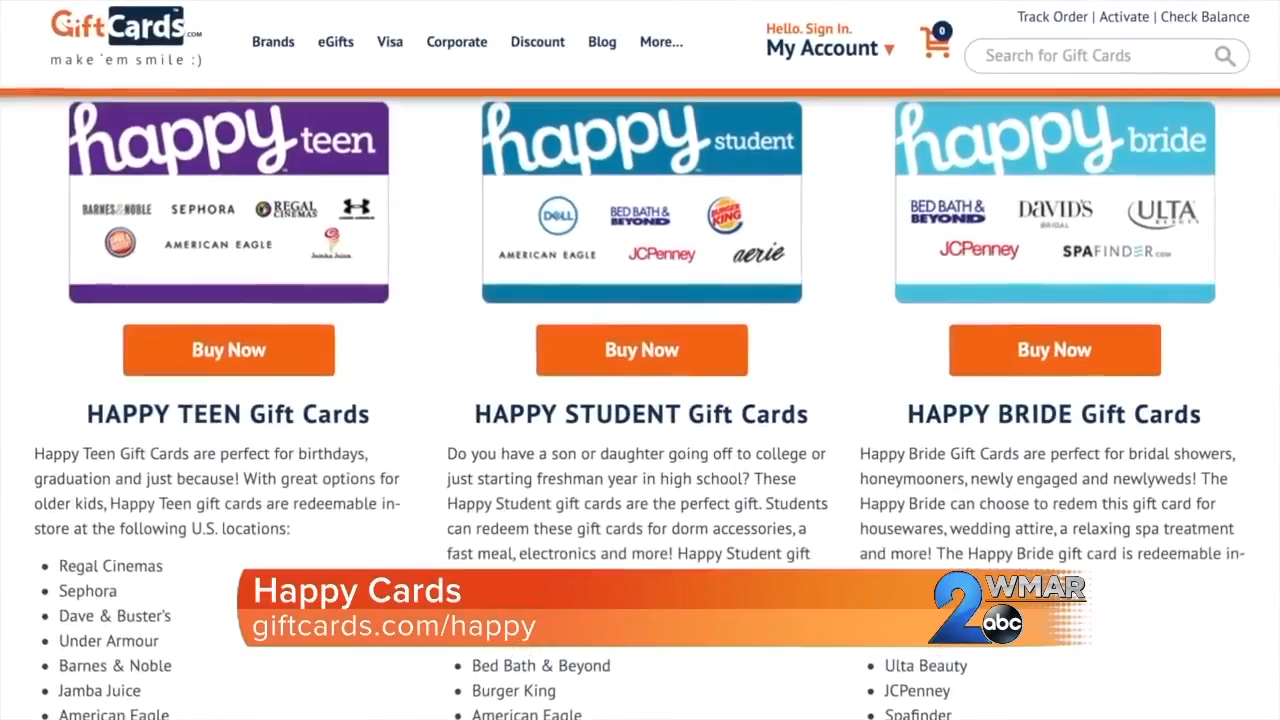 GiftCards.COM
make 'em smile :)
Brands
eGifts
Visa
Corporate
Discount
Blog
More...
Hello. Sign In.
My Account
0
Track Order | Activate | Check Balance
Search for Gift Cards
happy teen
BARNES&NOBLE
SEPHORA
REGAL CINEMAS
UNDER ARMOUR
AMERICAN EAGLE
Jamba Juice
happy student
DELL
BED BATH & BEYOND
BURGER KING
AMERICAN EAGLE
JCPenney
aerie
happy bride
BED BATH & BEYOND
DAVID'S BRIDAL
ULTA BEAUTY
JCPenney
SPAFINDER.COM
Buy Now
Buy Now
Buy Now
HAPPY TEEN Gift Cards
Happy Teen Gift Cards are perfect for birthdays,
graduation and just because! With great options for
older kids, Happy Teen gift cards are redeemable in-
store at the following U.S. locations:
Regal Cinemas
Sephora
Dave & Buster's
Under Armour
Barnes & Noble
Jamba Juice
American Eagle
HAPPY STUDENT Gift Cards
Do you have a son or daughter going off to college or
just starting freshman year in high school? These
Happy Student gift cards are the perfect gift. Students
can redeem these gift cards for dorm accessories, a
fast meal, electronics and more! Happy Student gift
Bed Bath & Beyond
Burger King
American Eagle
HAPPY BRIDE Gift Cards
Happy Bride Gift Cards are perfect for bridal showers,
honeymooners, newly engaged and newlyweds! The
Happy Bride can choose to redeem this gift card for
housewares, wedding attire, a relaxing spa treatment
and more! The Happy Bride gift card is redeemable in-
Ulta Beauty
JCPenney
Spafinder
Happy Cards
giftcards.com/happy
2 WMAR
abc